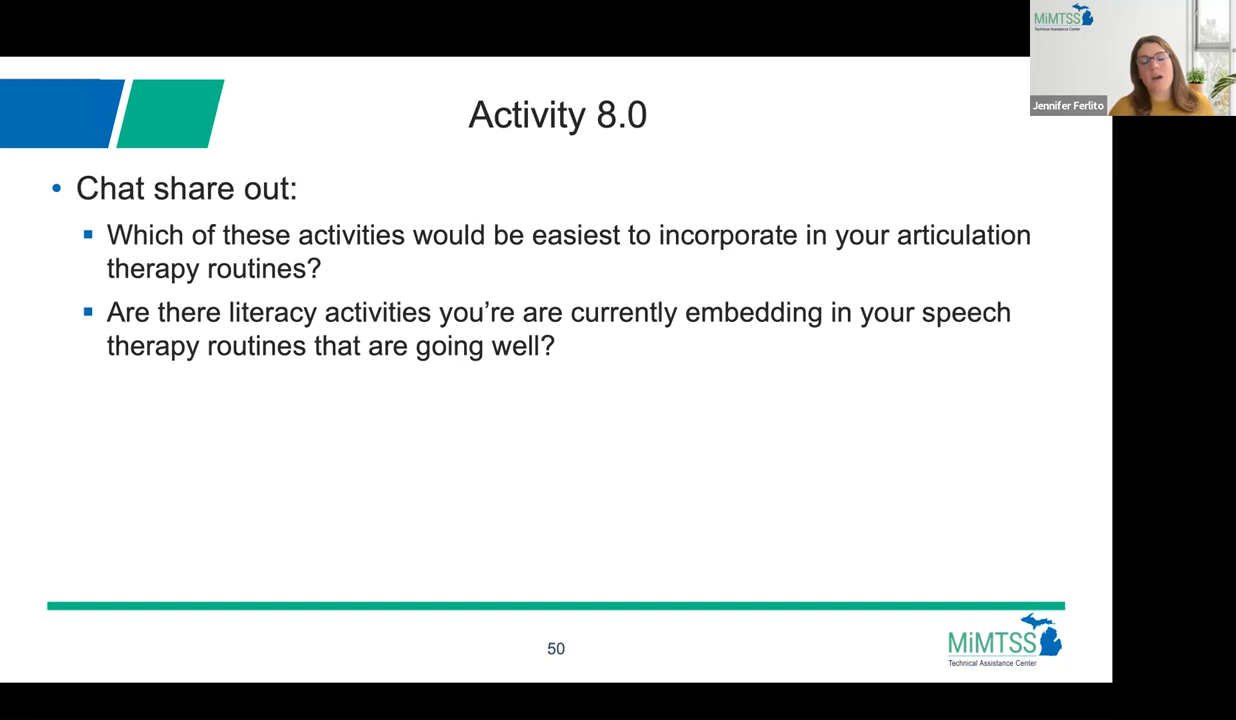 MiMTSS
Technical Assistance Center
Jennifer Ferlito
Activity 8.0
• Chat share out:
▪ Which of these activities would be easiest to incorporate in your articulation
therapy routines?
▪ Are there literacy activities you’re are currently embedding in your speech
therapy routines that are going well?
50
MiMTSS
Technical Assistance Center